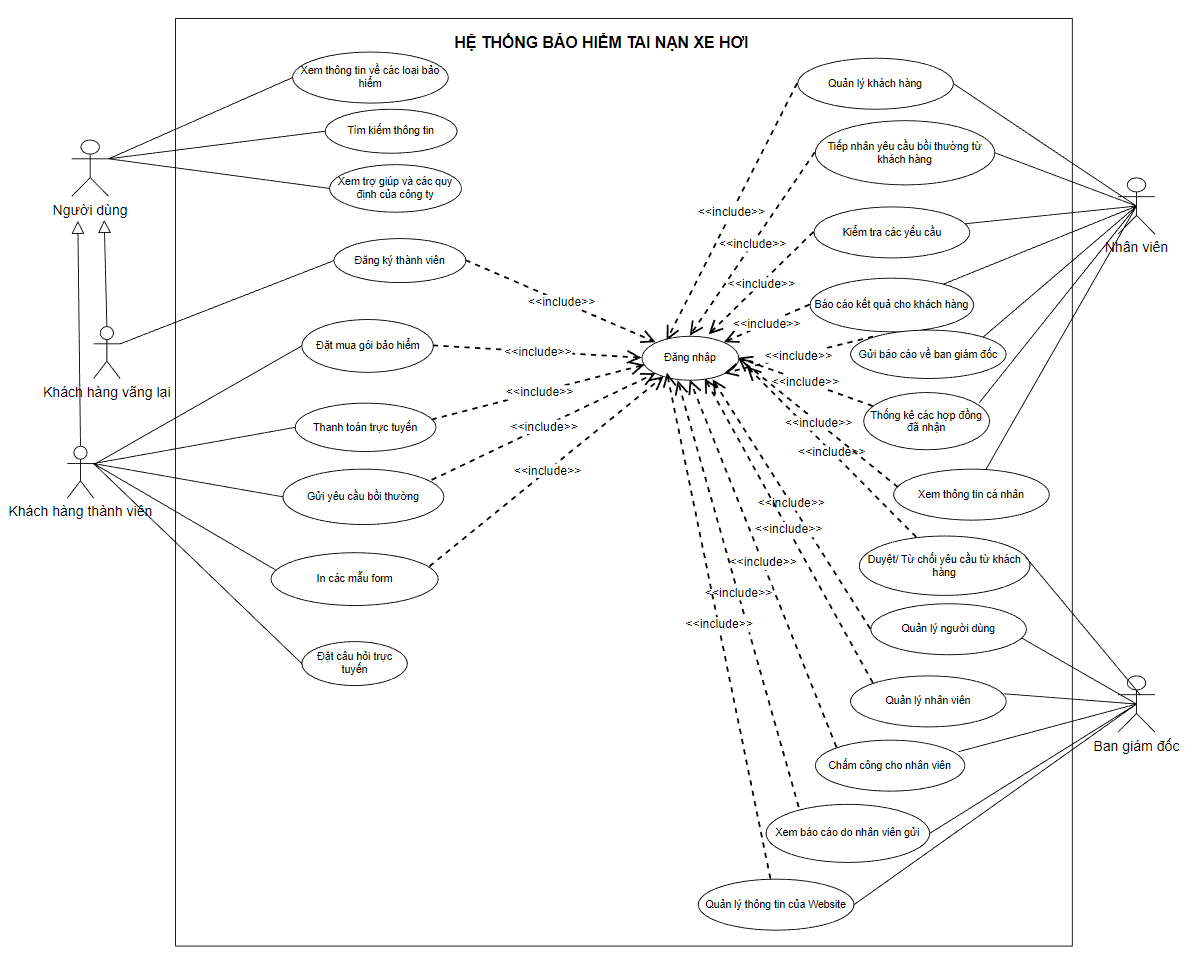 HỆ THỐNG BẢO HIỂM TAI NẠN XE HƠI
Xem thông tin về các loại bảo
hiểm
Tìm kiếm thông tin
Xem trợ giúp và các quy
định của công ty
Người dùng
Đăng ký thành viên
Khách hàng vãng lại
Đặt mua gói bảo hiểm
Thanh toán trực tuyến
Gửi yêu cầu bồi thường
Khách hàng thành viên
In các mẫu form
Đặt câu hỏi trực
tuyến
<<include>>
<<include>>
<<include>>
<<include>>
<<include>>
Đăng nhập
<<include>>
<<include>>
<<include>>
<<include>>
<<include>>
<<include>>
<<include>>
<<include>>
<<include>>
<<include>>
<<include>>
<<include>>
<<include>>
Quản lý khách hàng
Tiếp nhân yêu cầu bồi thường từ
khách hàng
Kiểm tra các yếu cầu
Báo cáo kết quả cho khách hàng
Gửi báo cáo về ban giám đốc
Thống kê các hợp đồng
đã nhận
Xem thông tin cá nhân
Nhân viên
Duyệt/ Từ chối yêu cầu từ khách
hàng
Quản lý người dùng
Quản lý nhân viên
Chấm công cho nhân viên
Xem báo cáo do nhân viên gửi
Quản lý thông tin của Website
Ban giám đốc